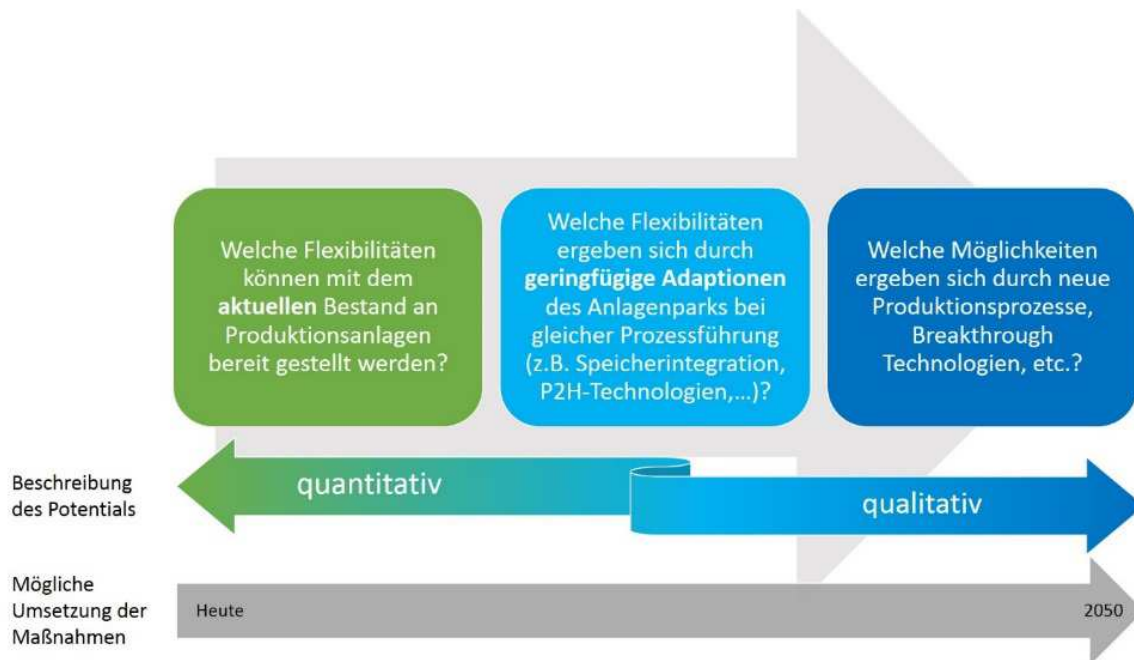 Welche Flexibilitäten
können mit dem
aktuellen Bestand an
Produktionsanlagen
bereit gestellt werden?
Welche Flexibilitäten
ergeben sich durch
geringfügige Adaptionen
des Anlagenparks bei
gleicher Prozessführung
(z.B. Speicherintegration,
P2H-Technologien,...)?
Welche Möglichkeiten
ergeben sich durch neue
Produktionsprozesse,
Breakthrough
Technologien, etc.?
Beschreibung
des Potentials
quantitativ
qualitativ
Mögliche
Umsetzung der
Maßnahmen
Heute
2050